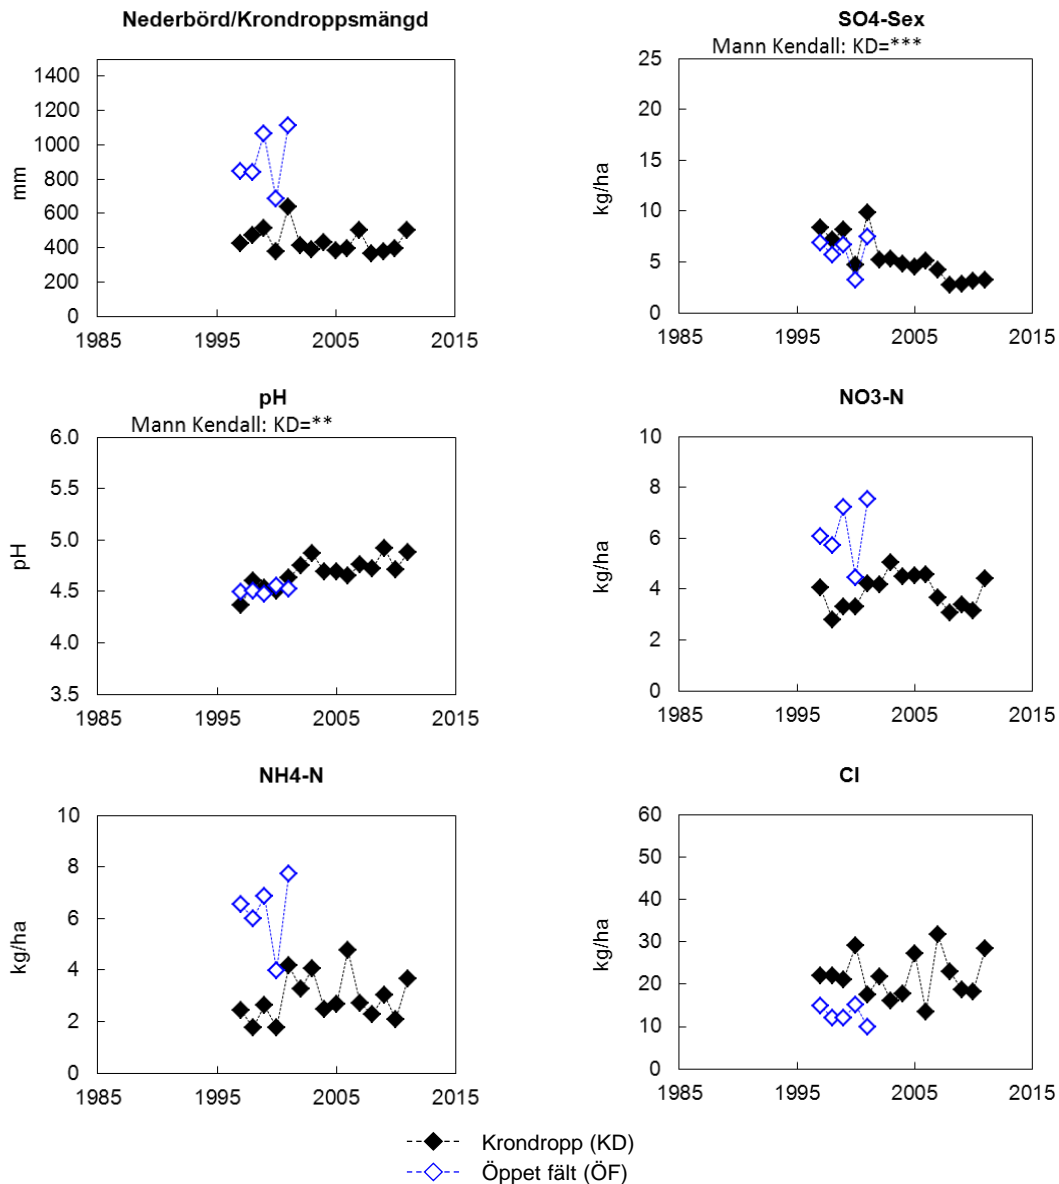 Nederbörd/Krondroppsmängd
mm
1400
1200
1000
800
600
400
200
0
1985 1995 2005 2015
SO4-Sex
Mann Kendall: KD=***
kg/ha
25
20
15
10
5
0
1985 1995 2005 2015
pH
Mann Kendall: KD=**
pH
6.0
5.5
5.0
4.5
4.0
3.5
1985 1995 2005 2015
NO3-N
kg/ha
10
8
6
4
2
0
1985 1995 2005 2015
NH4-N
kg/ha
10
8
6
4
2
0
1985 1995 2005 2015
Cl
kg/ha
60
50
40
30
20
10
0
1985 1995 2005 2015
Krondropp (KD)
Öppet fält (ÖF)